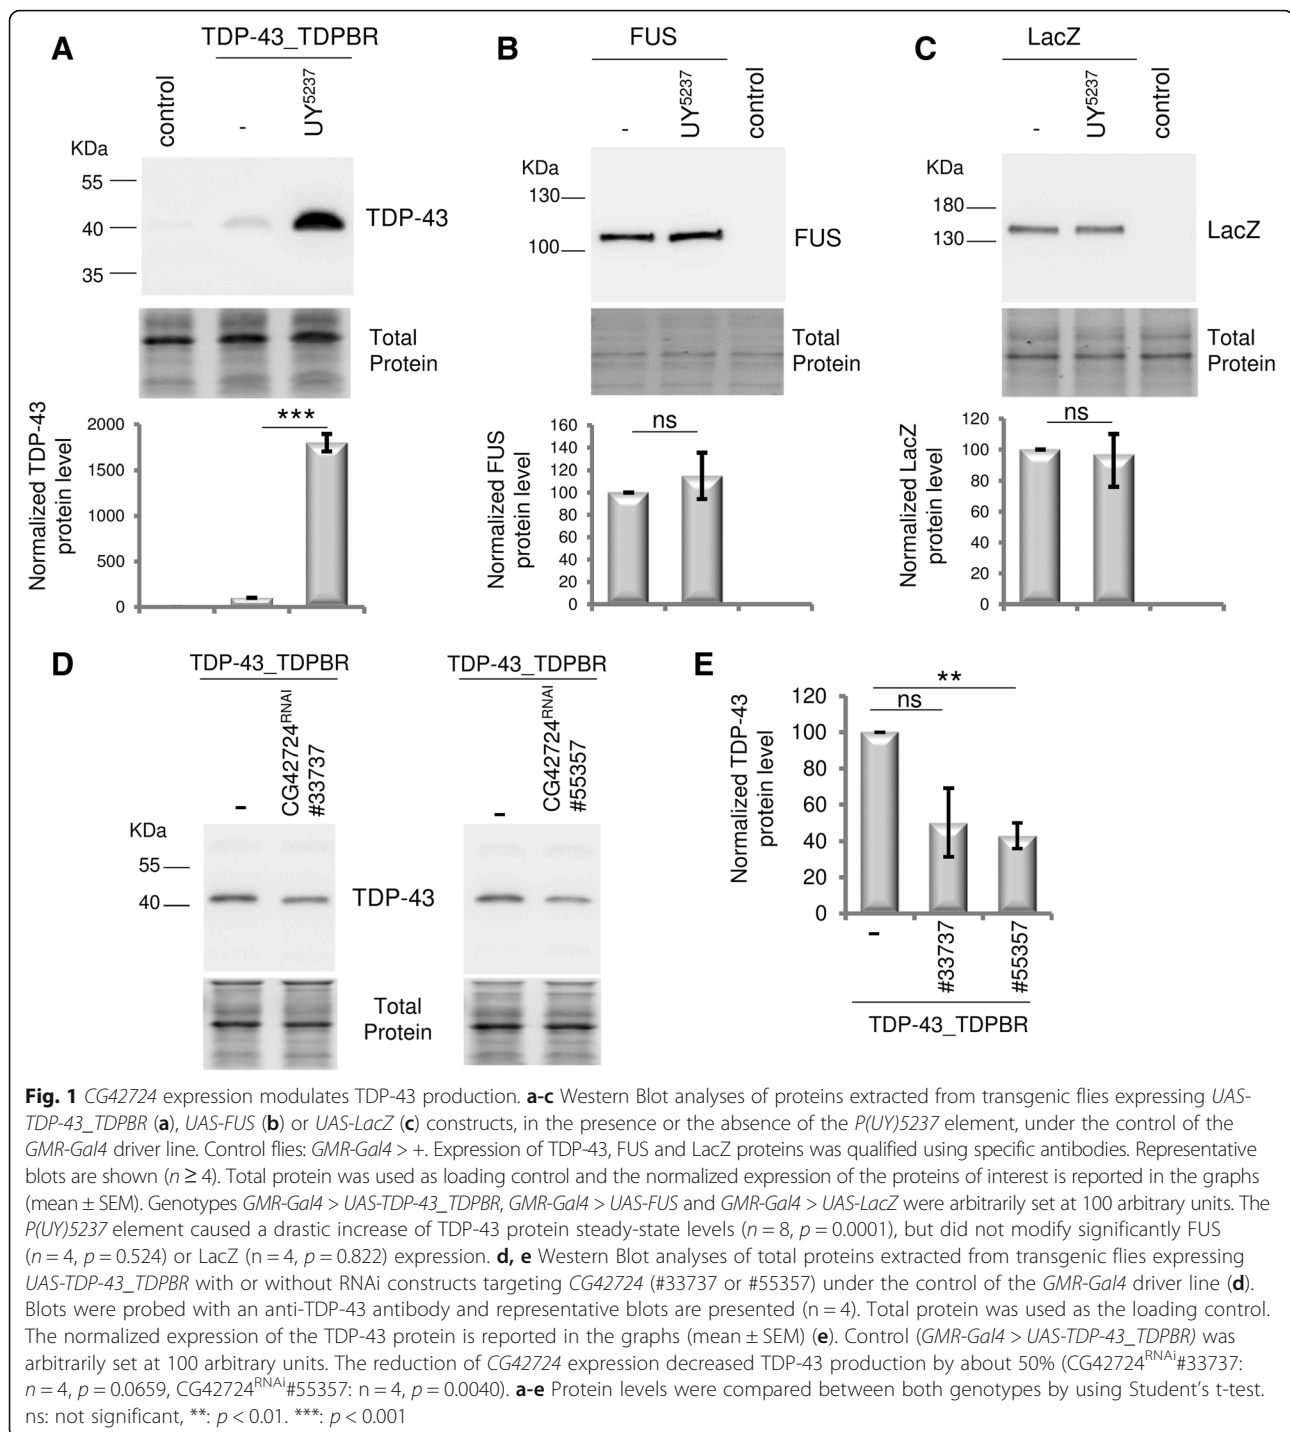 A
TDP-43_TDPBR
control
-
UY5237
KDa
55
40
35
TDP-43
Total
Protein
Normalized TDP-43
protein level
2000
1500
1000
500
0
***
B
FUS
-
UY5237
control
KDa
130
100
FUS
Total
Protein
Normalized FUS
protein level
160
140
120
100
80
60
40
20
0
ns
C
LacZ
-
UY5237
control
KDa
180
130
LacZ
Total
Protein
Normalized LacZ
protein level
120
100
80
60
40
20
0
ns
D
TDP-43_TDPBR
-
CG42724RNAI
#33737
KDa
55
40
TDP-43
Total
Protein
TDP-43_TDPBR
-
CG42724RNAI
#55357
E
Normalized TDP-43
protein level
120
100
80
60
40
20
0
**
ns
-
#33737
#55357
TDP-43_TDPBR
Fig. 1 CG42724 expression modulates TDP-43 production. a-c Western Blot analyses of proteins extracted from transgenic flies expressing UAS-
TDP-43_TDPBR (a), UAS-FUS (b) or UAS-LacZ (c) constructs, in the presence or the absence of the P(UY)5237 element, under the control of the
GMR-Gal4 driver line. Control flies: GMR-Gal4 > +. Expression of TDP-43, FUS and LacZ proteins was qualified using specific antibodies. Representative
blots are shown (n ≥ 4). Total protein was used as loading control and the normalized expression of the proteins of interest is reported in the graphs
(mean ± SEM). Genotypes GMR-Gal4 > UAS-TDP-43_TDPBR, GMR-Gal4 > UAS-FUS and GMR-Gal4 > UAS-LacZ were arbitrarily set at 100 arbitrary units. The
P(UY)5237 element caused a drastic increase of TDP-43 protein steady-state levels (n = 8, p = 0.0001), but did not modify significantly FUS
(n = 4, p = 0.524) or LacZ (n = 4, p = 0.822) expression. d, e Western Blot analyses of total proteins extracted from transgenic flies expressing
UAS-TDP-43_TDPBR with or without RNAi constructs targeting CG42724 (#33737 or #55357) under the control of the GMR-Gal4 driver line (d).
Blots were probed with an anti-TDP-43 antibody and representative blots are presented (n = 4). Total protein was used as the loading control.
The normalized expression of the TDP-43 protein is reported in the graphs (mean ± SEM) (e). Control (GMR-Gal4 > UAS-TDP-43_TDPBR) was
arbitrarily set at 100 arbitrary units. The reduction of CG42724 expression decreased TDP-43 production by about 50% (CG42724RNAi#33737:
n = 4, p = 0.0659, CG42724RNAi#55357: n = 4, p = 0.0040). a-e Protein levels were compared between both genotypes by using Student's t-test.
ns: not significant, **: p < 0.01. ***: p < 0.001